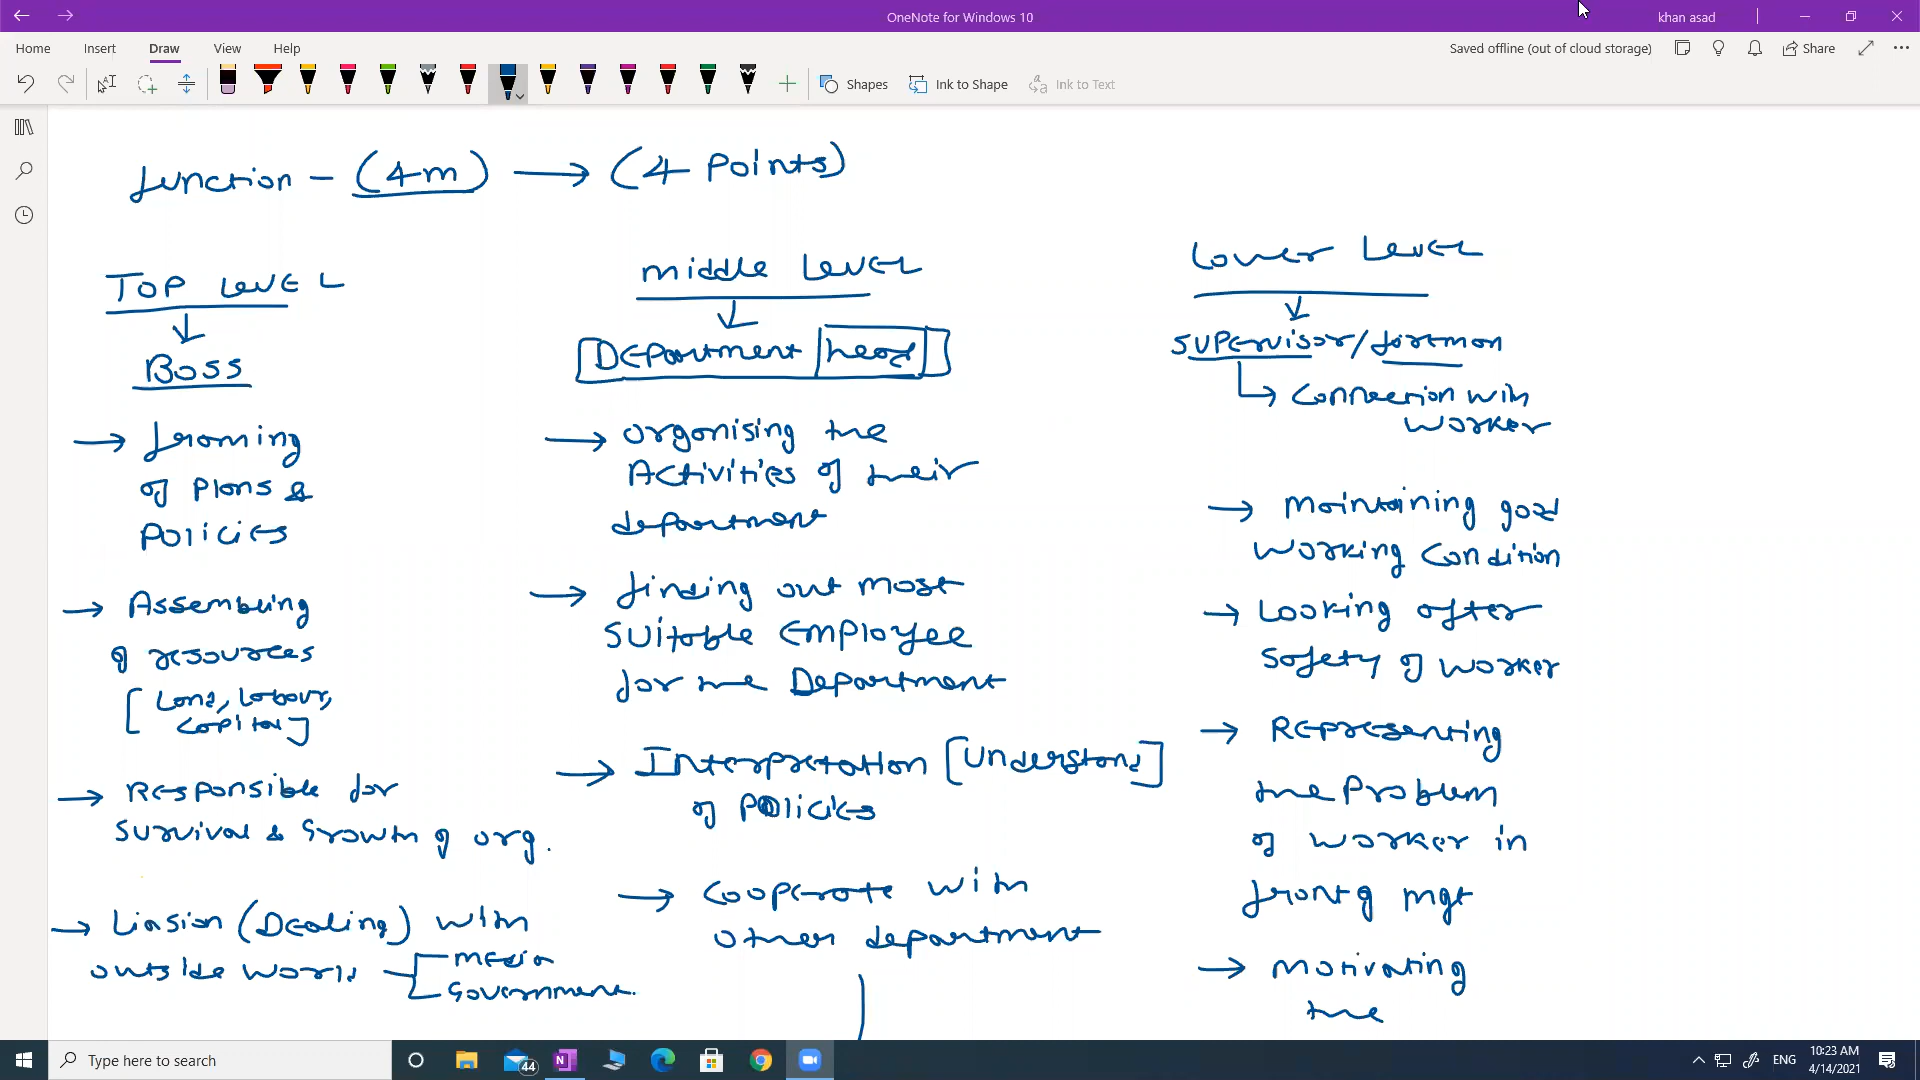 OneNote for Windows 10
khan asad
Home Insert Draw View Help
Saved offline (out of cloud storage)
Share
Shapes
Ink to Shape
Ink to Text
function - (4m) → (4 Points)
TOP LEVEL
↓
BOSS
→ framing
of Plans &
Policies
→ Assembling
of resources
[Land, Labour,
Capital]
→ Responsible for
Survival & Growth of org.
→ Liasion (Dealing) with
outside world
Media
Government.
middle LEVEL
↓
Department head
→ organising the
Activities of their
department
→ finding out most
Suitable Employee
for the Department
→ Interpretation [Understand]
of Policies
→ Cooperate with
other department
Lower Level
↓
Supervisor/foreman
→ Connection with
worker
→ Maintaining good
working Condition
→ Looking after
Safety of worker
→ Representing
the Problem
of worker in
front of mgt
→ Motivating
the
Type here to search
44
ENG
10:23 AM
4/14/2021